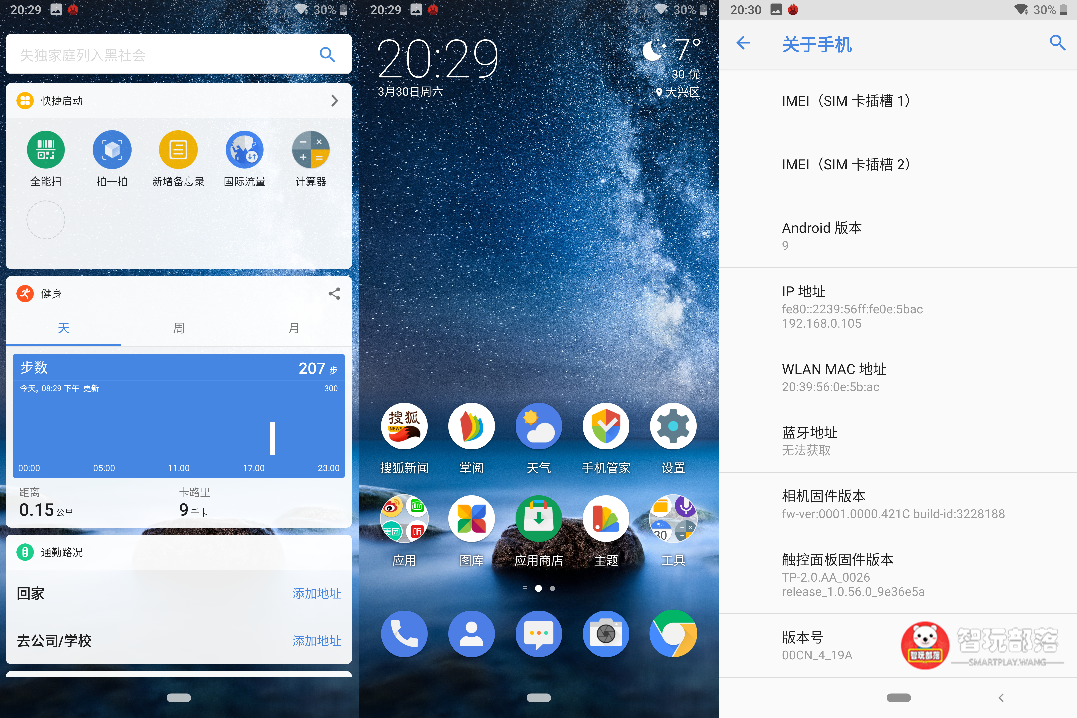 20:29
30%
失独家庭列入黑社会
快捷启动
全能扫
拍一拍
新增备忘录
国际流量
计算器
健身
天
周
月
步数
207 步
今天, 08:29 下午 更新
300
00:00
05:00
11:00
17:00
23:00
距离
卡路里
0.15 公里
9 千卡
通勤路况
回家
添加地址
去公司/学校
添加地址
20:29
30%
20:29
7°
30 优
3月30日周六
大兴区
搜狐
NEWS
搜狐新闻
掌阅
天气
手机管家
设置
30
应用
图库
应用商店
主题
工具
20:30
30%
关于手机
IMEI（SIM 卡插槽 1）
IMEI（SIM 卡插槽 2）
Android 版本
9
IP 地址
fe80::2239:56ff:fe0e:5bac
192.168.0.105
WLAN MAC 地址
20:39:56:0e:5b:ac
蓝牙地址
无法获取
相机固件版本
fw-ver:0001.0000.421C build-id:3228188
触控面板固件版本
TP-2.0.AA_0026
release_1.0.56.0_9e36e5a
版本号
00CN_4_19A
智玩部落
智玩部落
SMARTPLAY.WANG